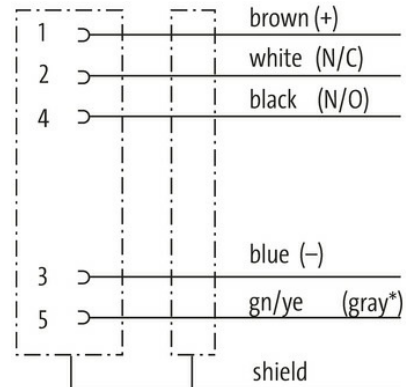 1 brown (+)
2 white (N/C)
4 black (N/O)
3 blue (–)
5 gn/ye (gray*)
shield